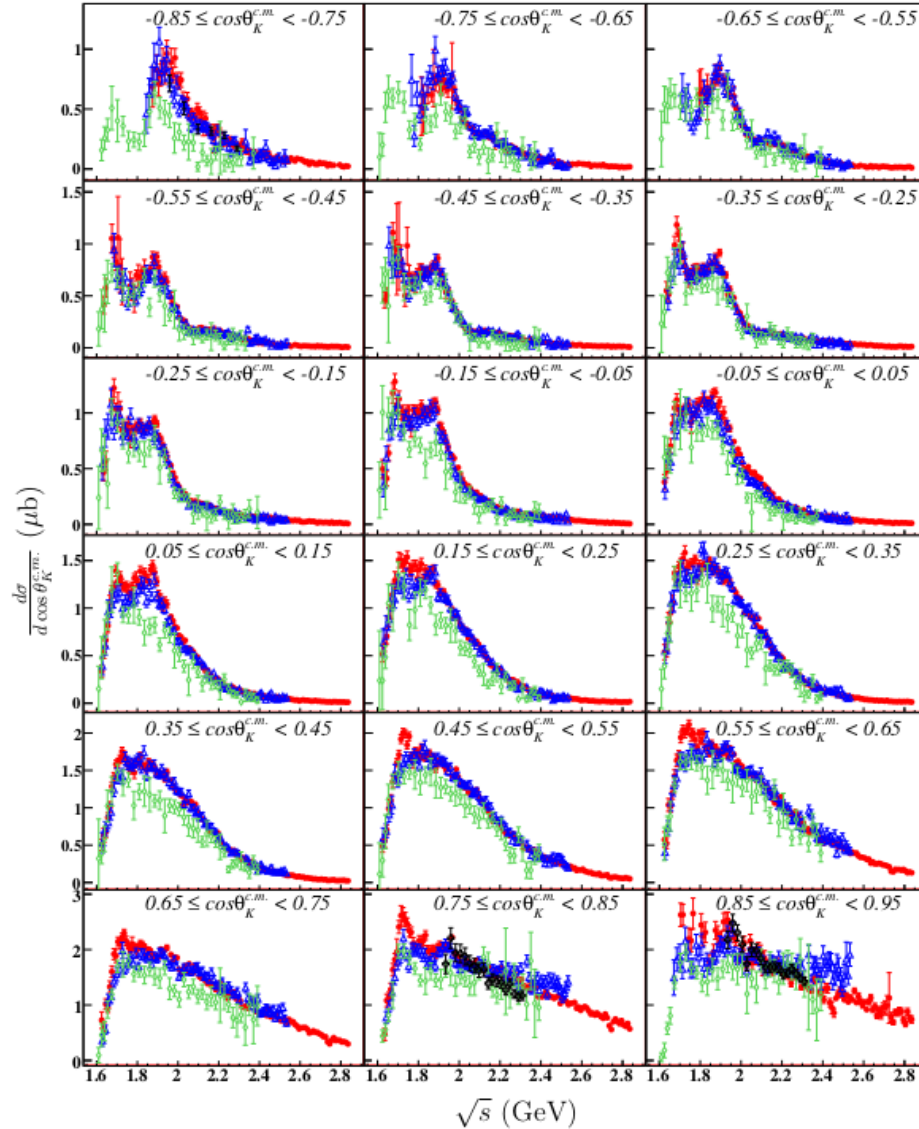 -0.85 ≤ cosθ_K^{c.m.} < -0.75
-0.75 ≤ cosθ_K^{c.m.} < -0.65
-0.65 ≤ cosθ_K^{c.m.} < -0.55
1
0.5
0
-0.55 ≤ cosθ_K^{c.m.} < -0.45
-0.45 ≤ cosθ_K^{c.m.} < -0.35
-0.35 ≤ cosθ_K^{c.m.} < -0.25
1.5
1
0.5
0
-0.25 ≤ cosθ_K^{c.m.} < -0.15
-0.15 ≤ cosθ_K^{c.m.} < -0.05
-0.05 ≤ cosθ_K^{c.m.} < 0.05
1
0.5
0
dσ / d cos θ_K^{c.m.} (μb)
0.05 ≤ cosθ_K^{c.m.} < 0.15
0.15 ≤ cosθ_K^{c.m.} < 0.25
0.25 ≤ cosθ_K^{c.m.} < 0.35
1.5
1
0.5
0
0.35 ≤ cosθ_K^{c.m.} < 0.45
0.45 ≤ cosθ_K^{c.m.} < 0.55
0.55 ≤ cosθ_K^{c.m.} < 0.65
2
1.5
1
0.5
0
0.65 ≤ cosθ_K^{c.m.} < 0.75
0.75 ≤ cosθ_K^{c.m.} < 0.85
0.85 ≤ cosθ_K^{c.m.} < 0.95
3
2
1
0
1.6 1.8 2 2.2 2.4 2.6 2.8
1.6 1.8 2 2.2 2.4 2.6 2.8
1.6 1.8 2 2.2 2.4 2.6 2.8
√s (GeV)